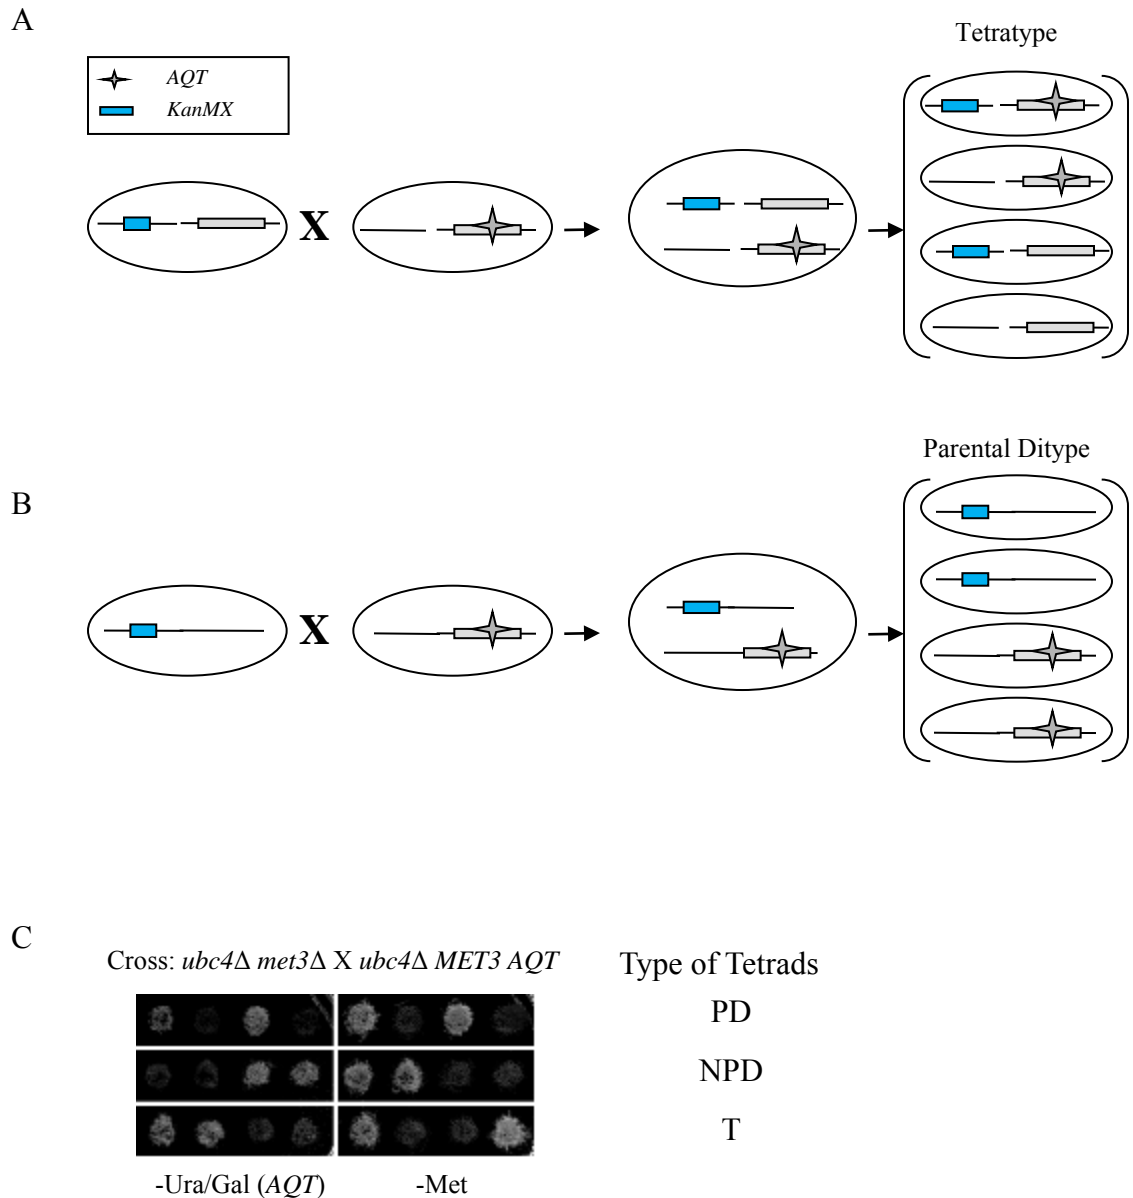 A
Tetratype
AQT
KanMX
X
Parental Ditype
B
X
C
Cross: ubc4Δ met3Δ X ubc4Δ MET3 AQT
Type of Tetrads
PD
NPD
T
-Ura/Gal (AQT)
-Met